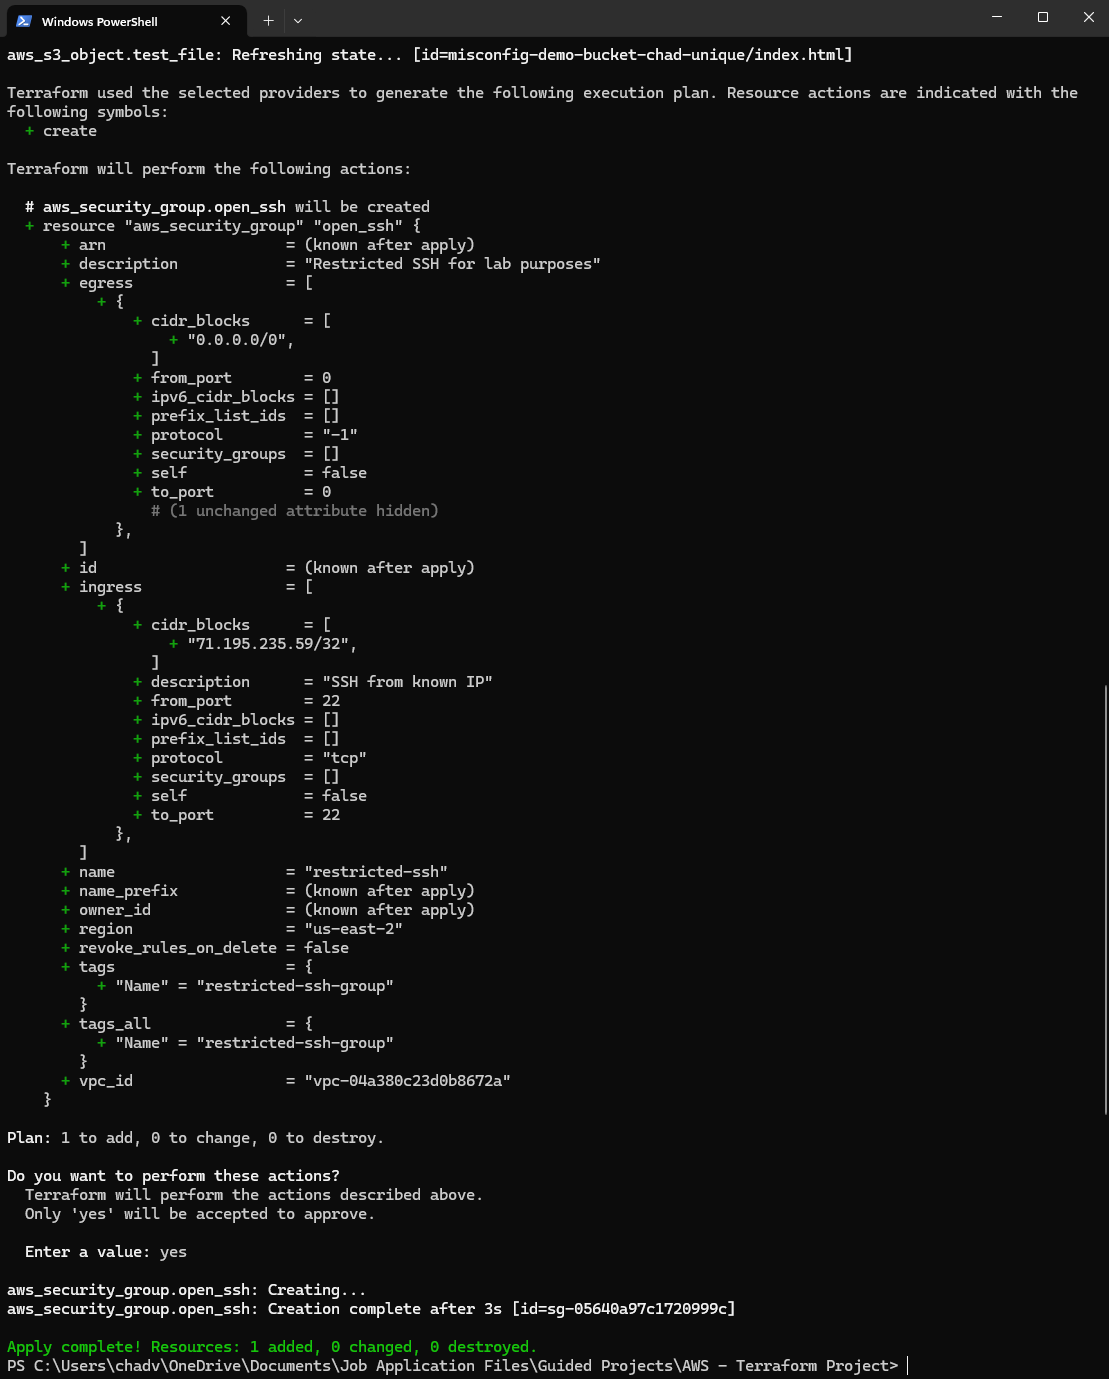 Windows PowerShell
aws_s3_object.test_file: Refreshing state... [id=misconfig-demo-bucket-chad-unique/index.html]
Terraform used the selected providers to generate the following execution plan. Resource actions are indicated with the
following symbols:
  + create
Terraform will perform the following actions:
  # aws_security_group.open_ssh will be created
  + resource "aws_security_group" "open_ssh" {
      + arn                    = (known after apply)
      + description            = "Restricted SSH for lab purposes"
      + egress                 = [
          + {
              + cidr_blocks      = [
                  + "0.0.0.0/0",
                ]
              + from_port        = 0
              + ipv6_cidr_blocks = []
              + prefix_list_ids  = []
              + protocol         = "-1"
              + security_groups  = []
              + self             = false
              + to_port          = 0
                # (1 unchanged attribute hidden)
            },
        ]
      + id                     = (known after apply)
      + ingress                = [
          + {
              + cidr_blocks      = [
                  + "71.195.235.59/32",
                ]
              + description      = "SSH from known IP"
              + from_port        = 22
              + ipv6_cidr_blocks = []
              + prefix_list_ids  = []
              + protocol         = "tcp"
              + security_groups  = []
              + self             = false
              + to_port          = 22
            },
        ]
      + name                   = "restricted-ssh"
      + name_prefix            = (known after apply)
      + owner_id               = (known after apply)
      + region                 = "us-east-2"
      + revoke_rules_on_delete = false
      + tags                   = {
          + "Name" = "restricted-ssh-group"
        }
      + tags_all               = {
          + "Name" = "restricted-ssh-group"
        }
      + vpc_id                 = "vpc-04a380c23d0b8672a"
    }
Plan: 1 to add, 0 to change, 0 to destroy.
Do you want to perform these actions?
  Terraform will perform the actions described above.
  Only 'yes' will be accepted to approve.
  Enter a value: yes
aws_security_group.open_ssh: Creating...
aws_security_group.open_ssh: Creation complete after 3s [id=sg-05640a97c1720999c]
Apply complete! Resources: 1 added, 0 changed, 0 destroyed.
PS C:\Users\chadv\OneDrive\Documents\Job Application Files\Guided Projects\AWS - Terraform Project>